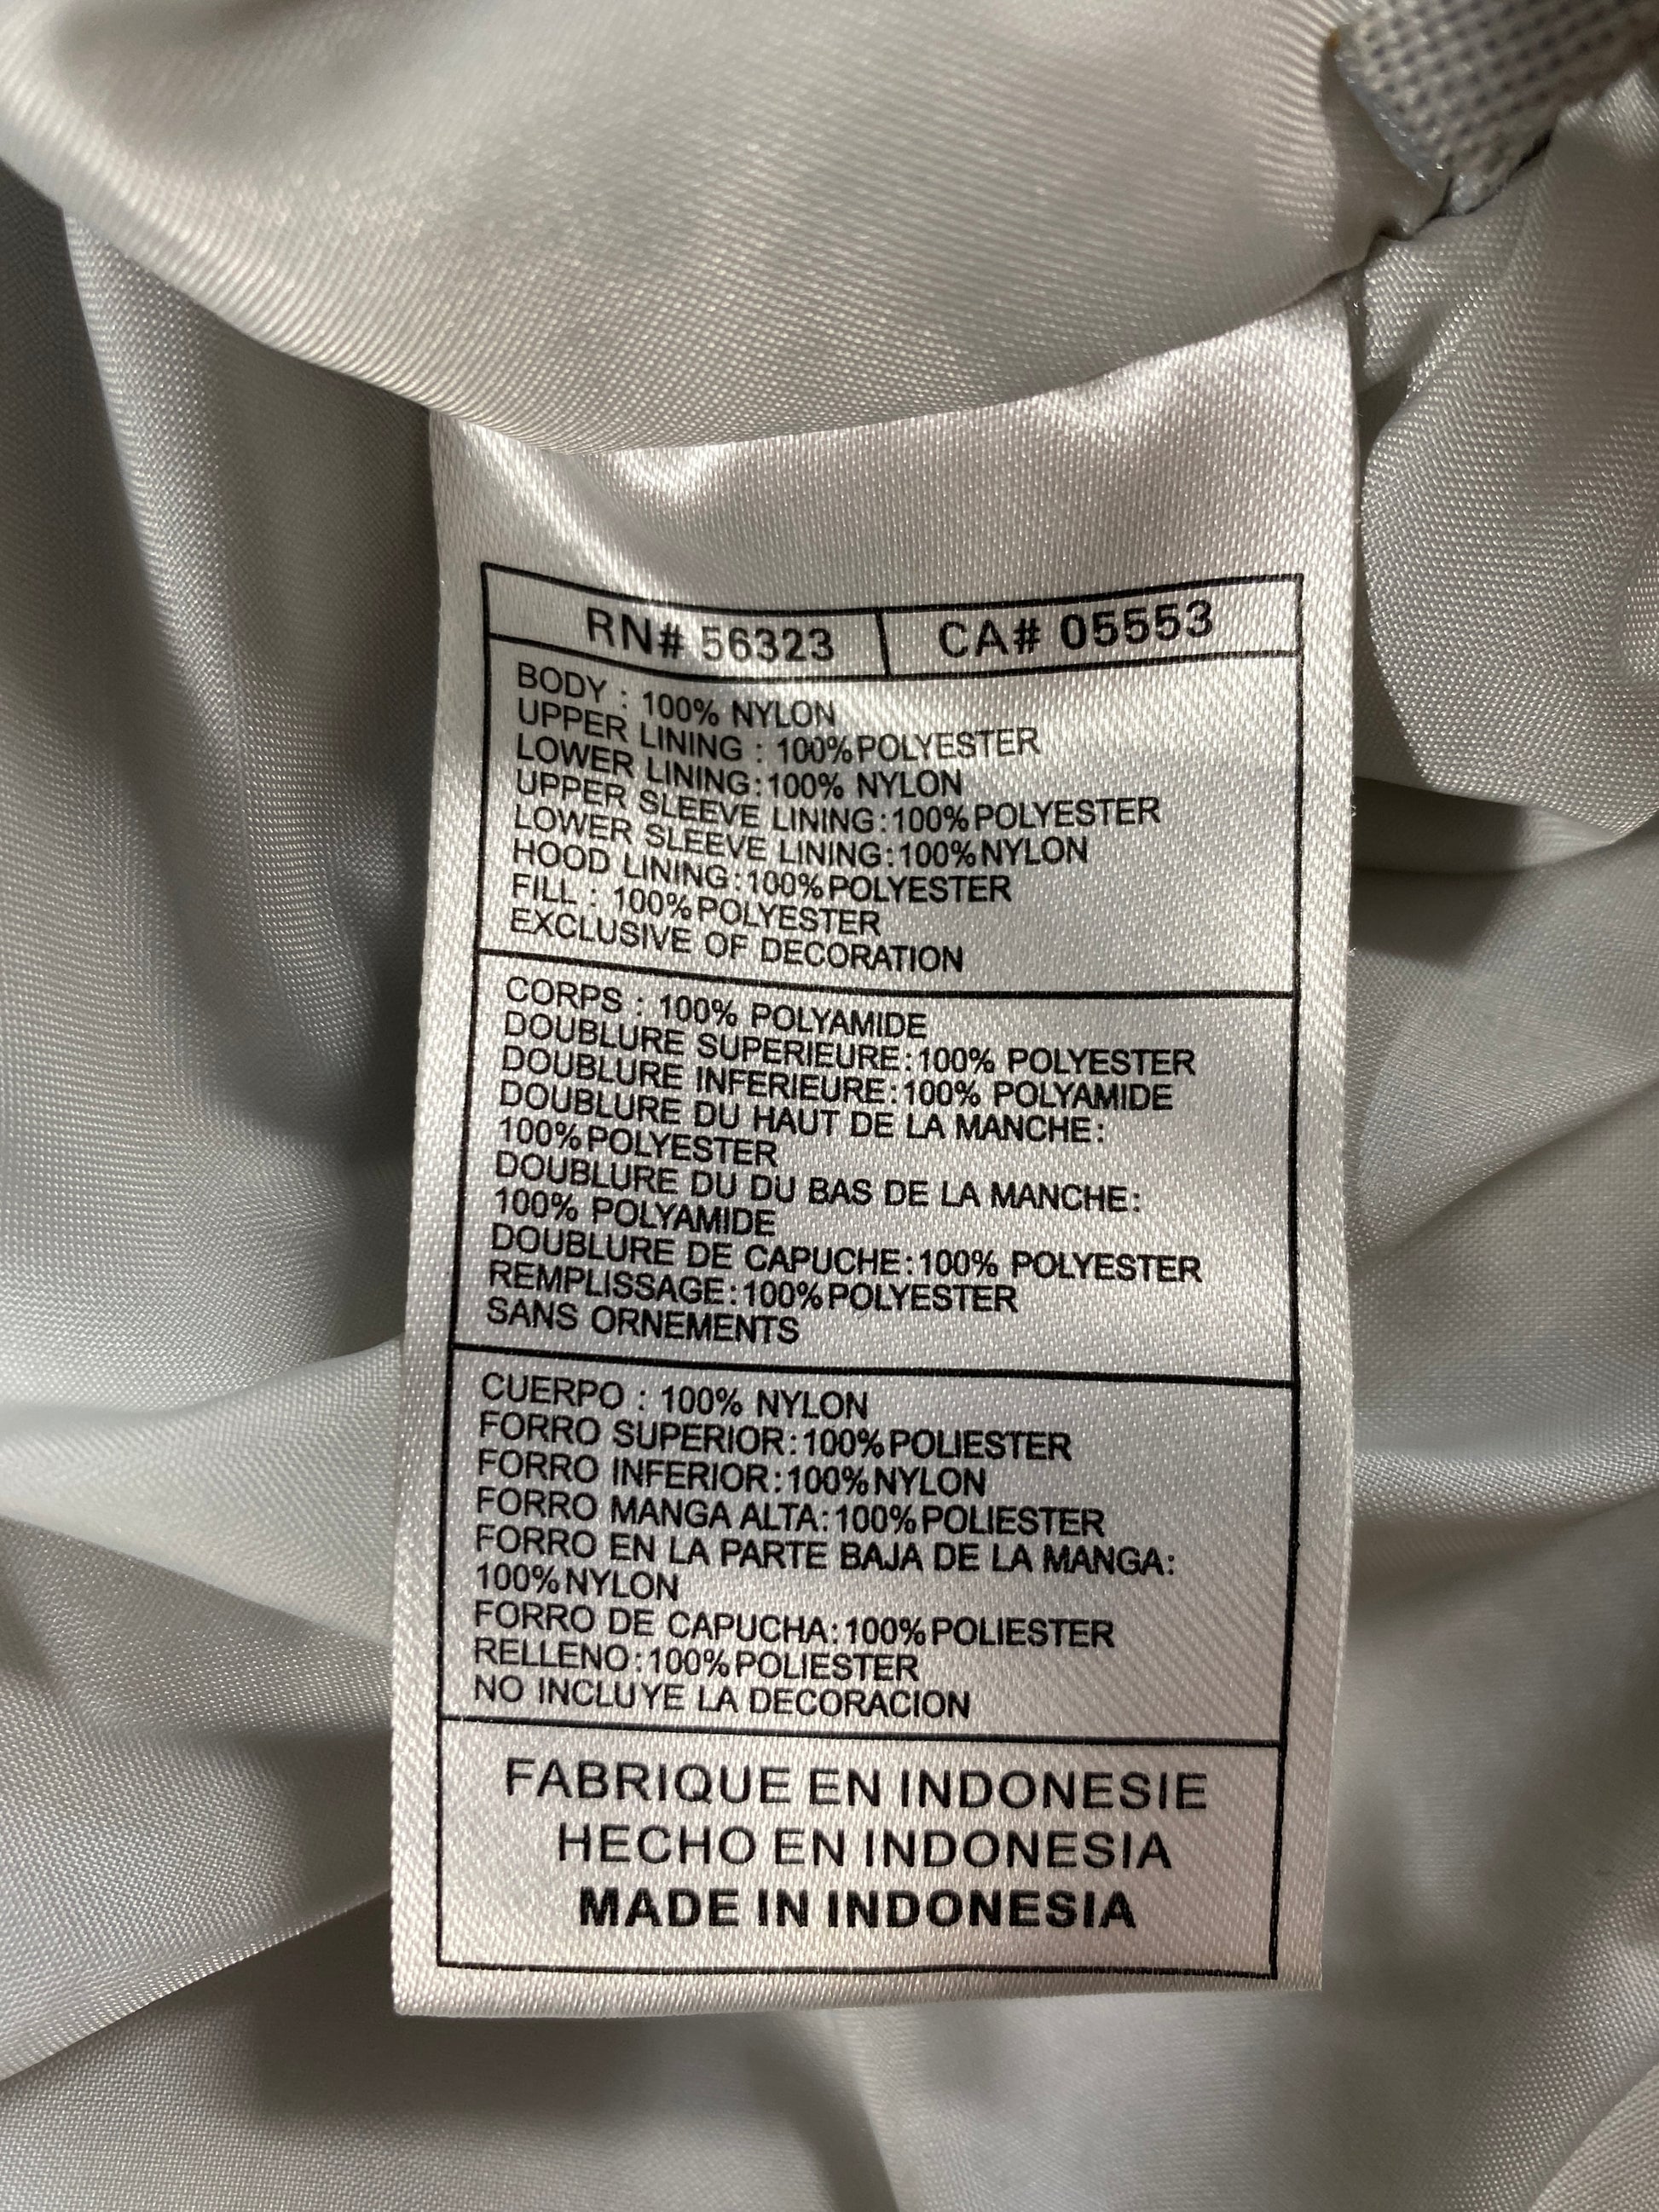 RN# 56323 CA# 05553
BODY : 100% NYLON
UPPER LINING : 100%POLYESTER
LOWER LINING:100% NYLON
UPPER SLEEVE LINING:100%POLYESTER
LOWER SLEEVE LINING:100%NYLON
HOOD LINING:100%POLYESTER
FILL : 100%POLYESTER
EXCLUSIVE OF DECORATION
CORPS : 100% POLYAMIDE
DOUBLURE SUPERIEURE:100% POLYESTER
DOUBLURE INFERIEURE:100% POLYAMIDE
DOUBLURE DU HAUT DE LA MANCHE:
100%POLYESTER
DOUBLURE DU DU BAS DE LA MANCHE:
100% POLYAMIDE
DOUBLURE DE CAPUCHE:100% POLYESTER
REMPLISSAGE:100%POLYESTER
SANS ORNEMENTS
CUERPO : 100% NYLON
FORRO SUPERIOR:100%POLIESTER
FORRO INFERIOR:100%NYLON
FORRO MANGA ALTA:100%POLIESTER
FORRO EN LA PARTE BAJA DE LA MANGA:
100%NYLON
FORRO DE CAPUCHA:100%POLIESTER
RELLENO:100%POLIESTER
NO INCLUYE LA DECORACION
FABRIQUE EN INDONESIE
HECHO EN INDONESIA
MADE IN INDONESIA